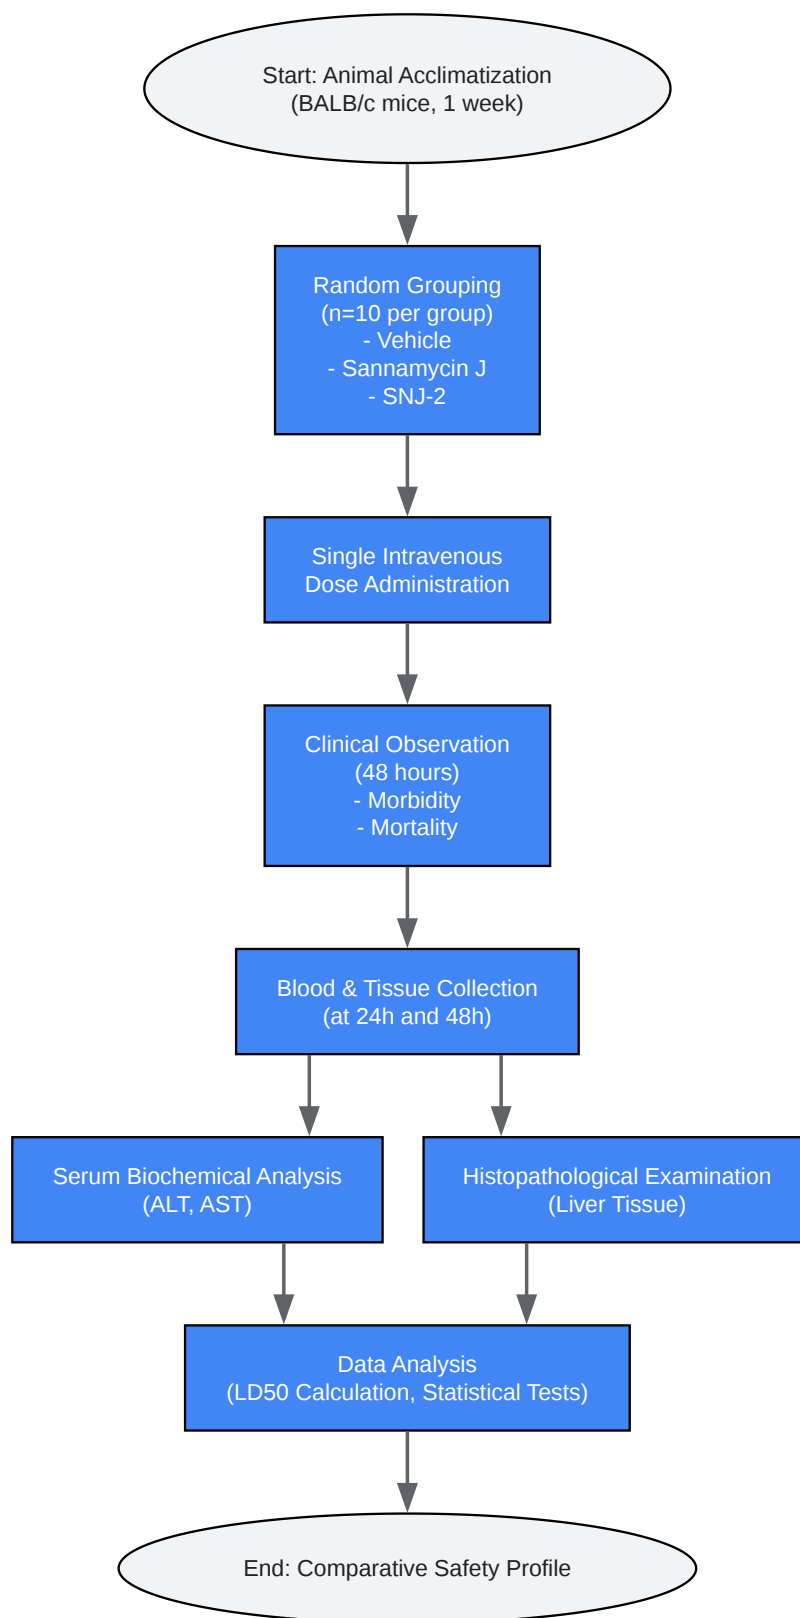 Start: Animal Acclimatization
(BALB/c mice, 1 week)
Random Grouping
(n=10 per group)
- Vehicle
- Sannamycin J
- SNJ-2
Single Intravenous
Dose Administration
Clinical Observation
(48 hours)
- Morbidity
- Mortality
Blood & Tissue Collection
(at 24h and 48h)
Serum Biochemical Analysis
(ALT, AST)
Histopathological Examination
(Liver Tissue)
Data Analysis
(LD50 Calculation, Statistical Tests)
End: Comparative Safety Profile